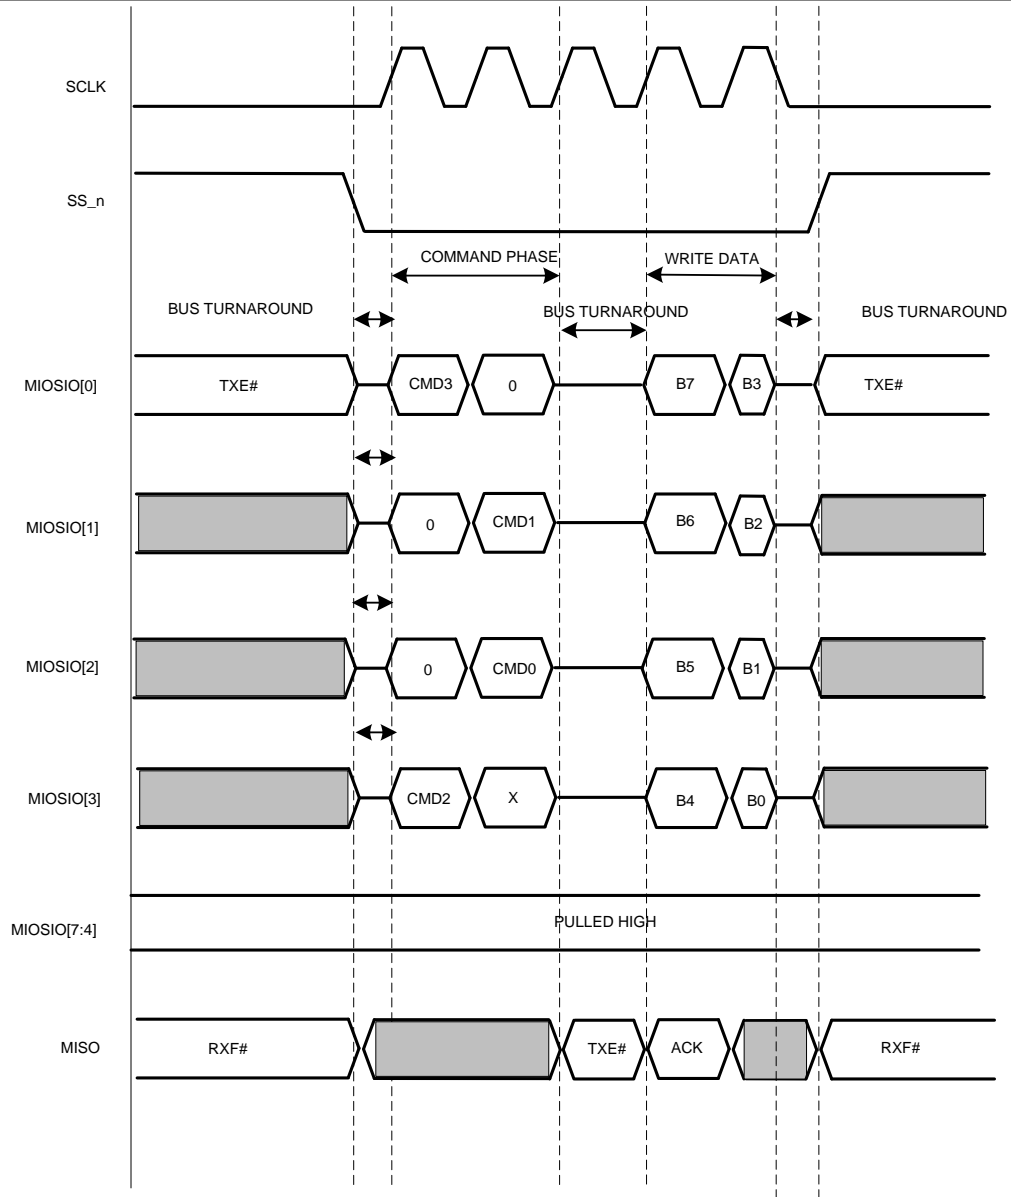 SCLK
SS_n
COMMAND PHASE
WRITE DATA
BUS TURNAROUND
BUS TURNAROUND
BUS TURNAROUND
MIOSIO[0]
TXE#
CMD3
0
B7
B3
TXE#
MIOSIO[1]
0
CMD1
B6
B2
MIOSIO[2]
0
CMD0
B5
B1
MIOSIO[3]
CMD2
X
B4
B0
MIOSIO[7:4]
PULLED HIGH
MISO
RXF#
TXE#
ACK
RXF#